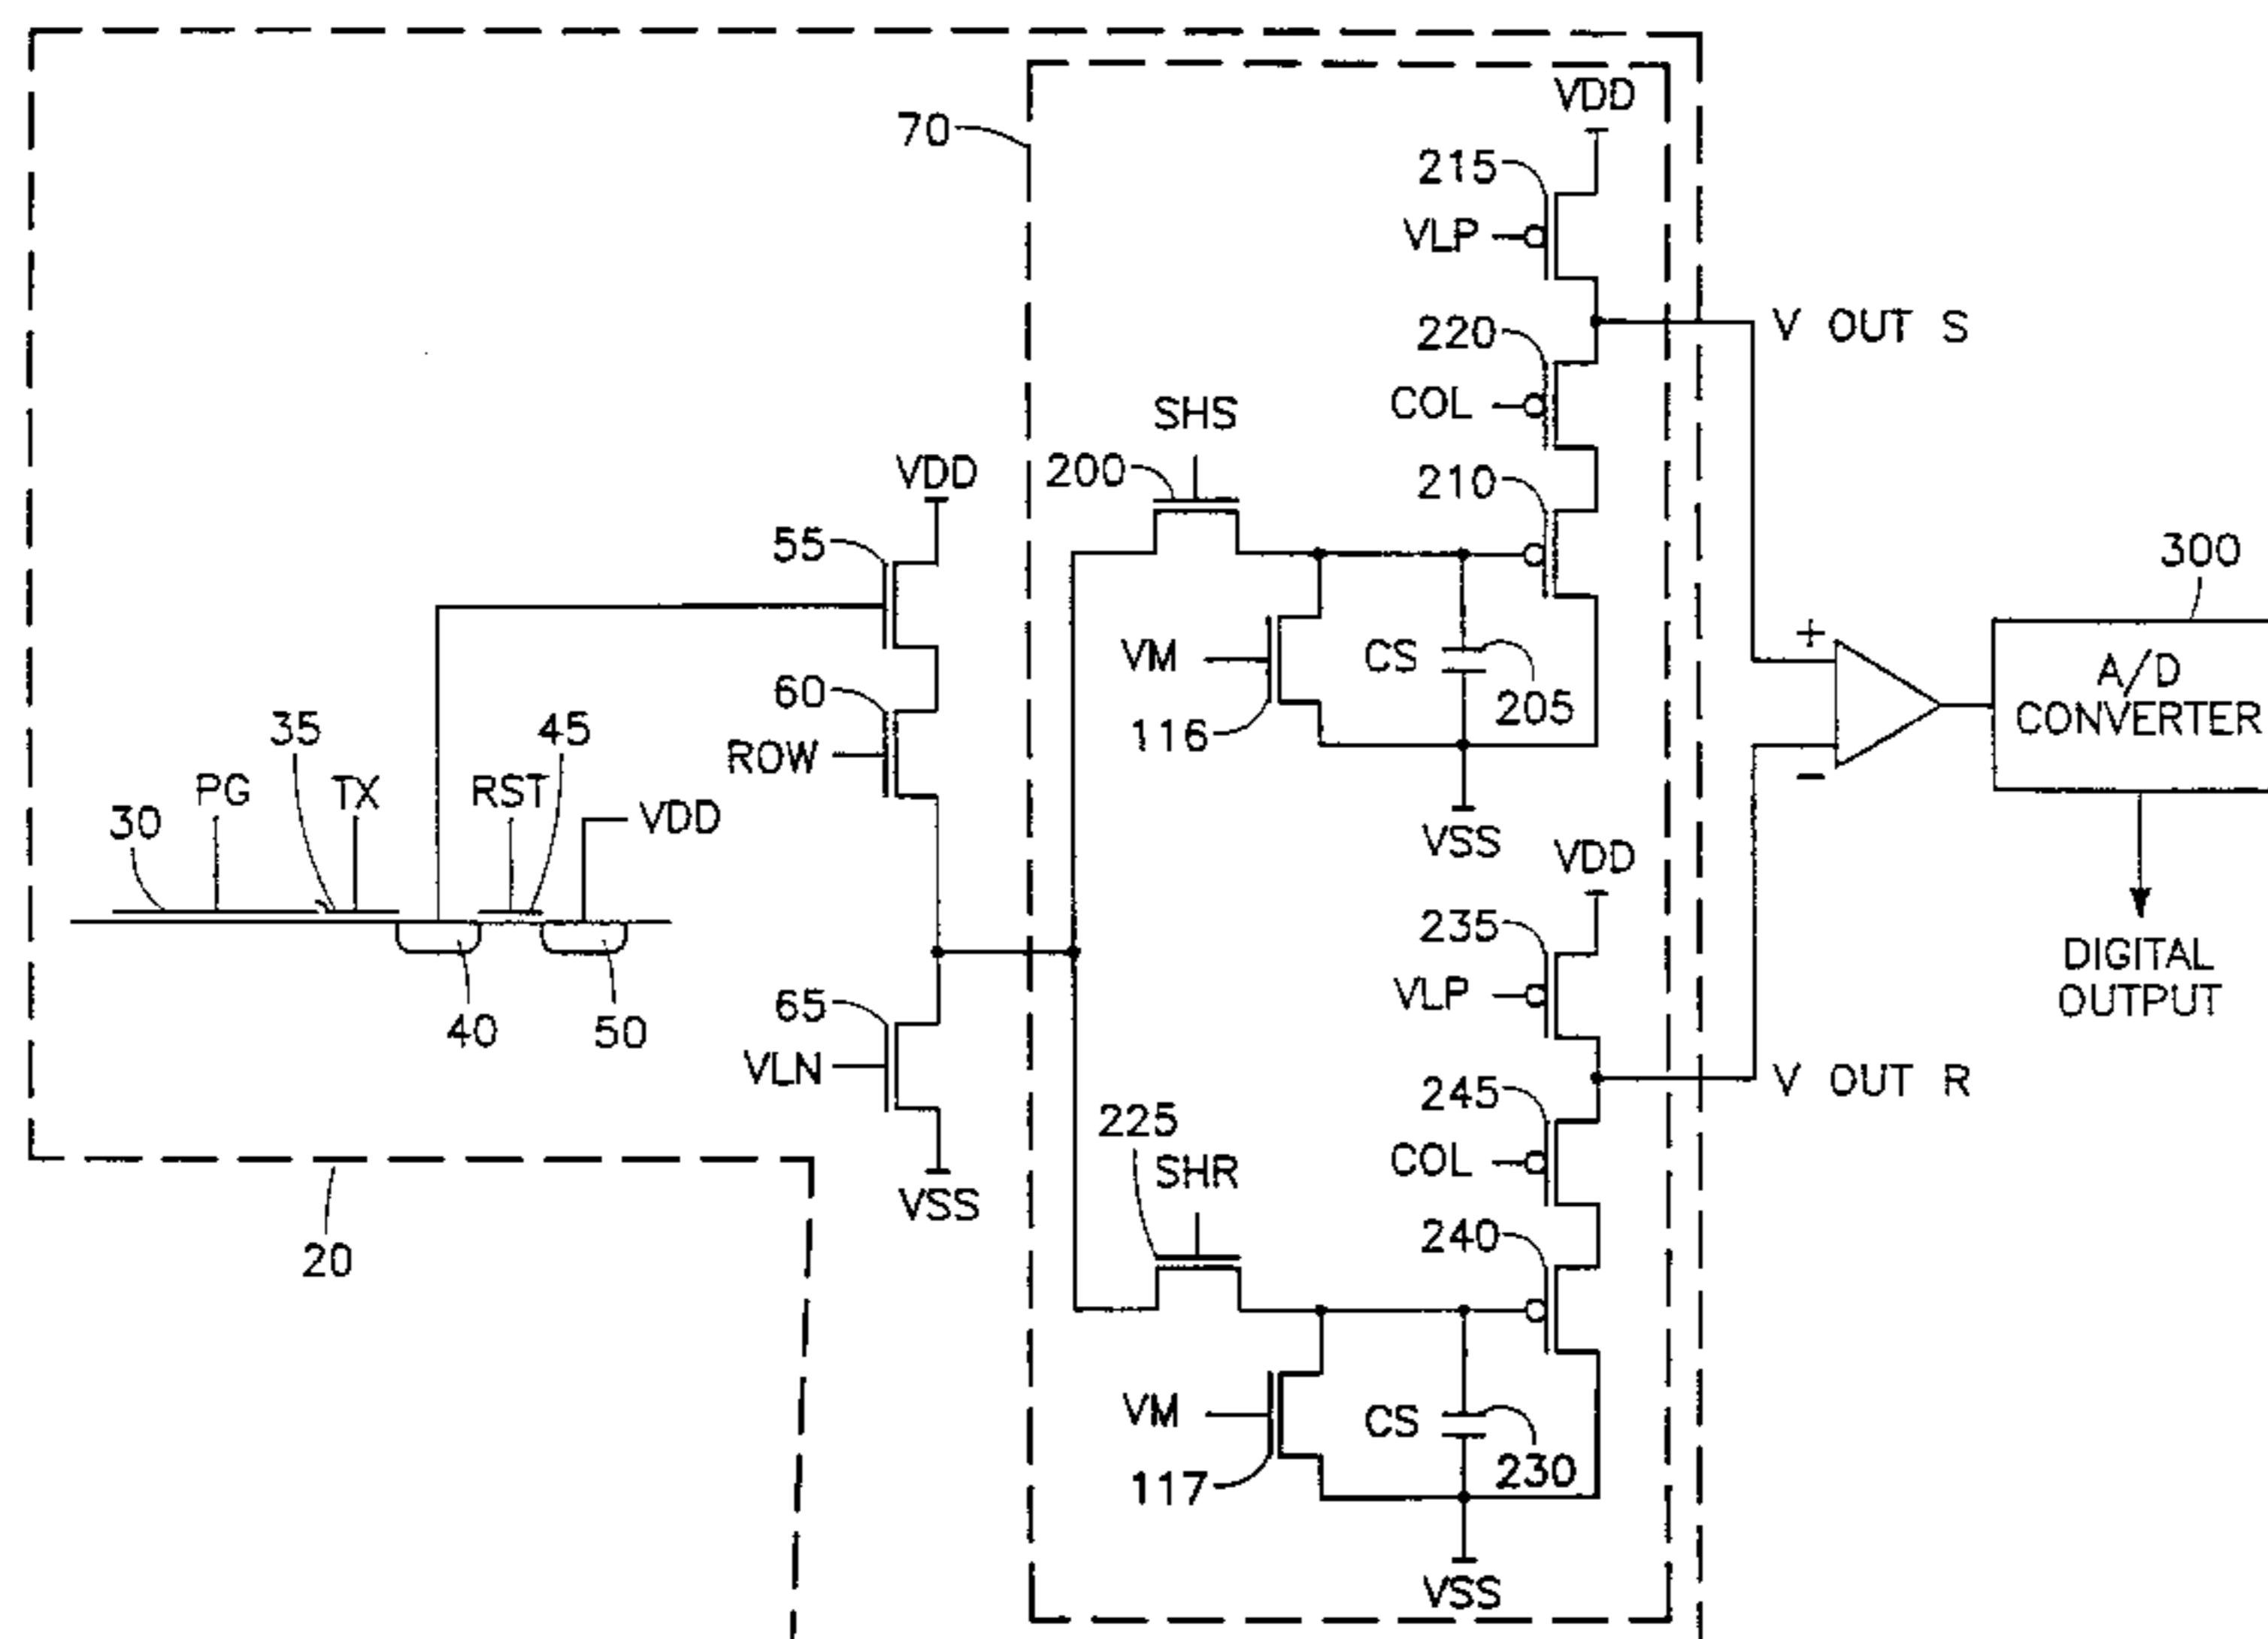 VDD
70
215
VLP
V OUT S
220
COL
SHS
200
VDD
210
55
300
VM
CS
A/D
CONVERTER
60
205
35
45
116
ROW
PG
TX
RST
VDD
30
VSS
VDD
235
DIGITAL
OUTPUT
VLP
65
40
50
VLN
V OUT R
245
225
COL
SHR
VSS
240
20
VM
CS
230
117
VSS
+
−